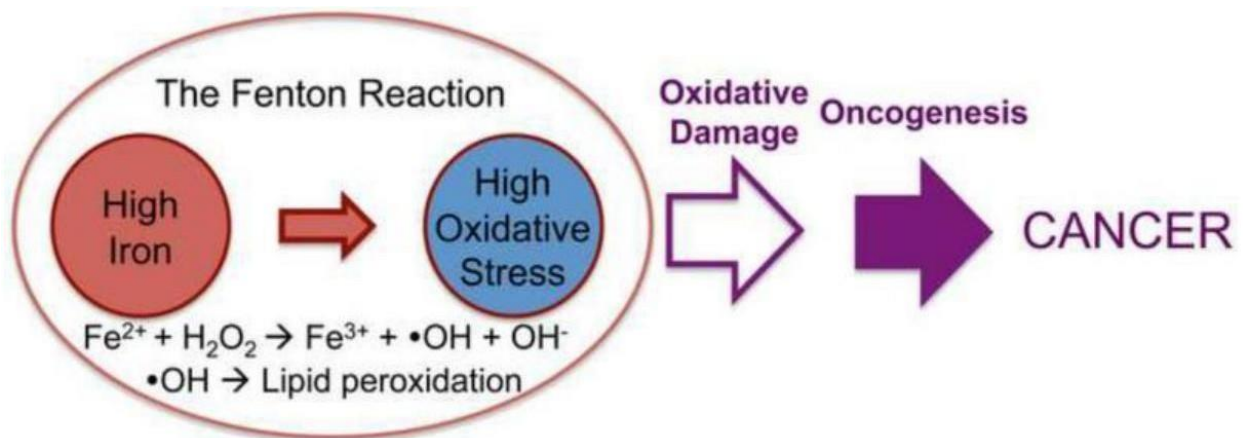 The Fenton Reaction
High
Iron
High
Oxidative
Stress
Fe²⁺ + H₂O₂ → Fe³⁺ + •OH + OH⁻
•OH → Lipid peroxidation
Oxidative
Damage
Oncogenesis
CANCER